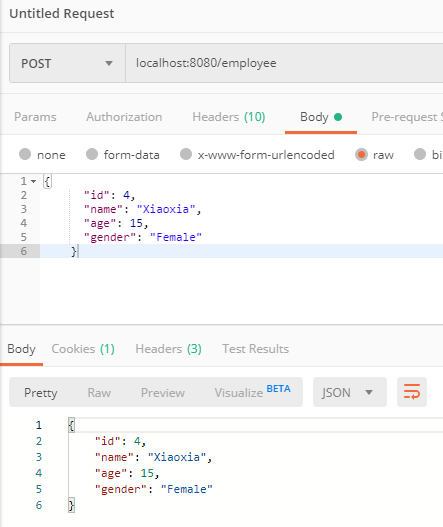 Untitled Request
POST localhost:8080/employee
Params Authorization Headers (10) Body Pre-request S
none form-data x-www-form-urlencoded raw bi
1 {
2 "id": 4,
3 "name": "Xiaoxia",
4 "age": 15,
5 "gender": "Female"
6 }
Body Cookies (1) Headers (3) Test Results
Pretty Raw Preview Visualize BETA JSON
1 {
2 "id": 4,
3 "name": "Xiaoxia",
4 "age": 15,
5 "gender": "Female"
6 }